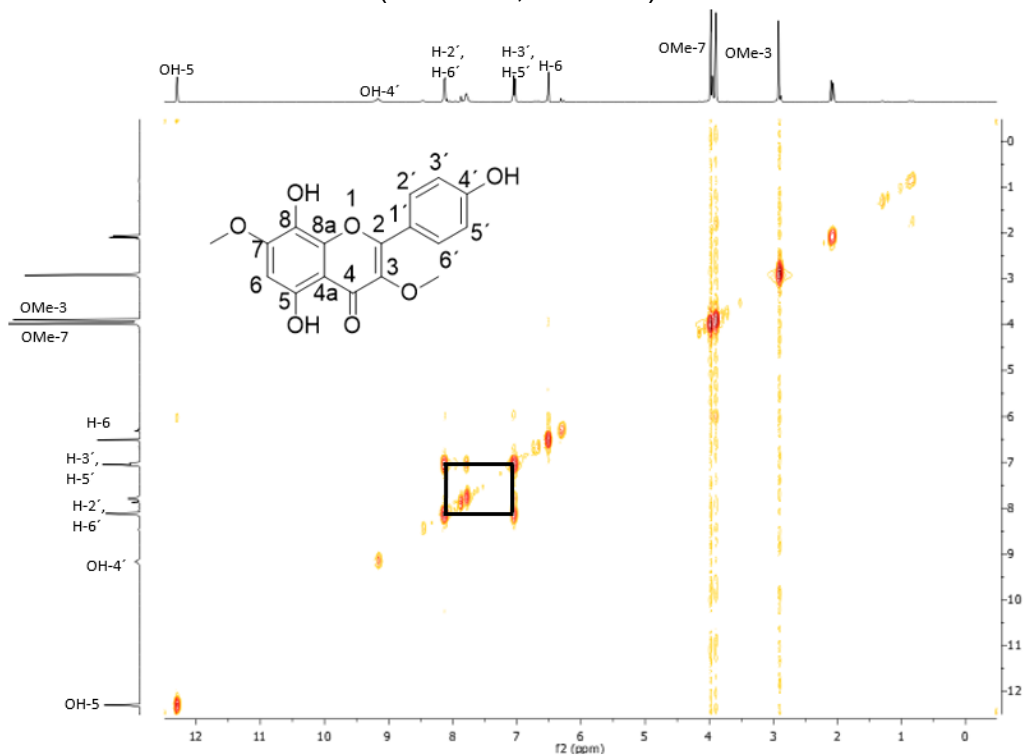 OH-5
OH-4´
H-2´,
H-6´
H-3´,
H-5´
H-6
OMe-7
OMe-3
OH
O
1
2´
3´
4´
OH
8
8a
2
1´
5´
O
7
6´
4
3
6
4a
O
5
OH
O
OMe-3
OMe-7
H-6
H-3´,
H-5´
H-2´,
H-6´
OH-4´
OH-5
0
1
2
3
4
5
6
7
8
9
10
11
12
12 11 10 9 8 7 6 5 4 3 2 1 0
f2 (ppm)